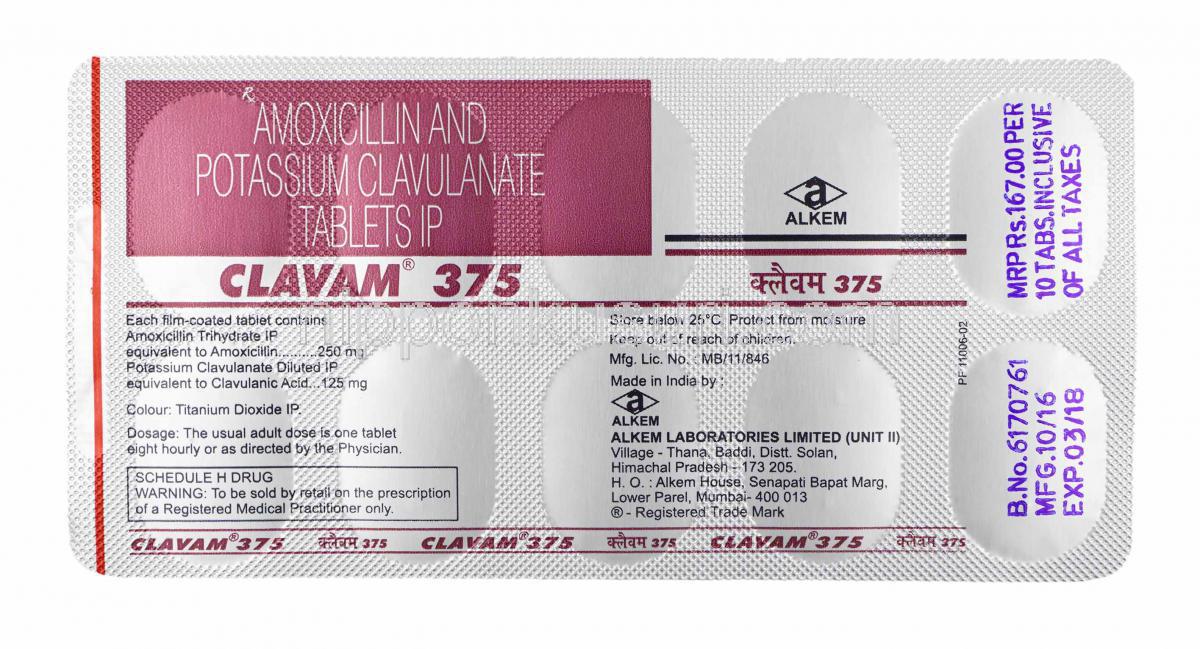 Rx
AMOXICILLIN AND
POTASSIUM CLAVULANATE
TABLETS IP
CLAVAM® 375
Each film-coated tablet contains
Amoxicillin Trihydrate IP
equivalent to Amoxicillin..........250 mg
Potassium Clavulanate Diluted IP
equivalent to Clavulanic Acid...125 mg
Colour: Titanium Dioxide IP.
Dosage: The usual adult dose is one tablet
eight hourly or as directed by the Physician.
SCHEDULE H DRUG
WARNING: To be sold by retail on the prescription
of a Registered Medical Practitioner only.
a
ALKEM
क्लैवम 375
Store below 25°C. Protect from moisture
Keep out of reach of children.
Mfg. Lic. No. : MB/11/846
Made in India by :
a
ALKEM
ALKEM LABORATORIES LIMITED (UNIT II)
Village - Thana, Baddi, Distt. Solan,
Himachal Pradesh - 173 205.
H. O. : Alkem House, Senapati Bapat Marg,
Lower Parel, Mumbai- 400 013
® - Registered Trade Mark
PF11006-02
MRP Rs.167.00 PER
10 TABS.INCLUSIVE
OF ALL TAXES
B.No.6170761
MFG.10/16
EXP.03/18
CLAVAM® 375 क्लैवम 375 CLAVAM® 375 क्लैवम 375 CLAVAM® 375 क्लैवम 375